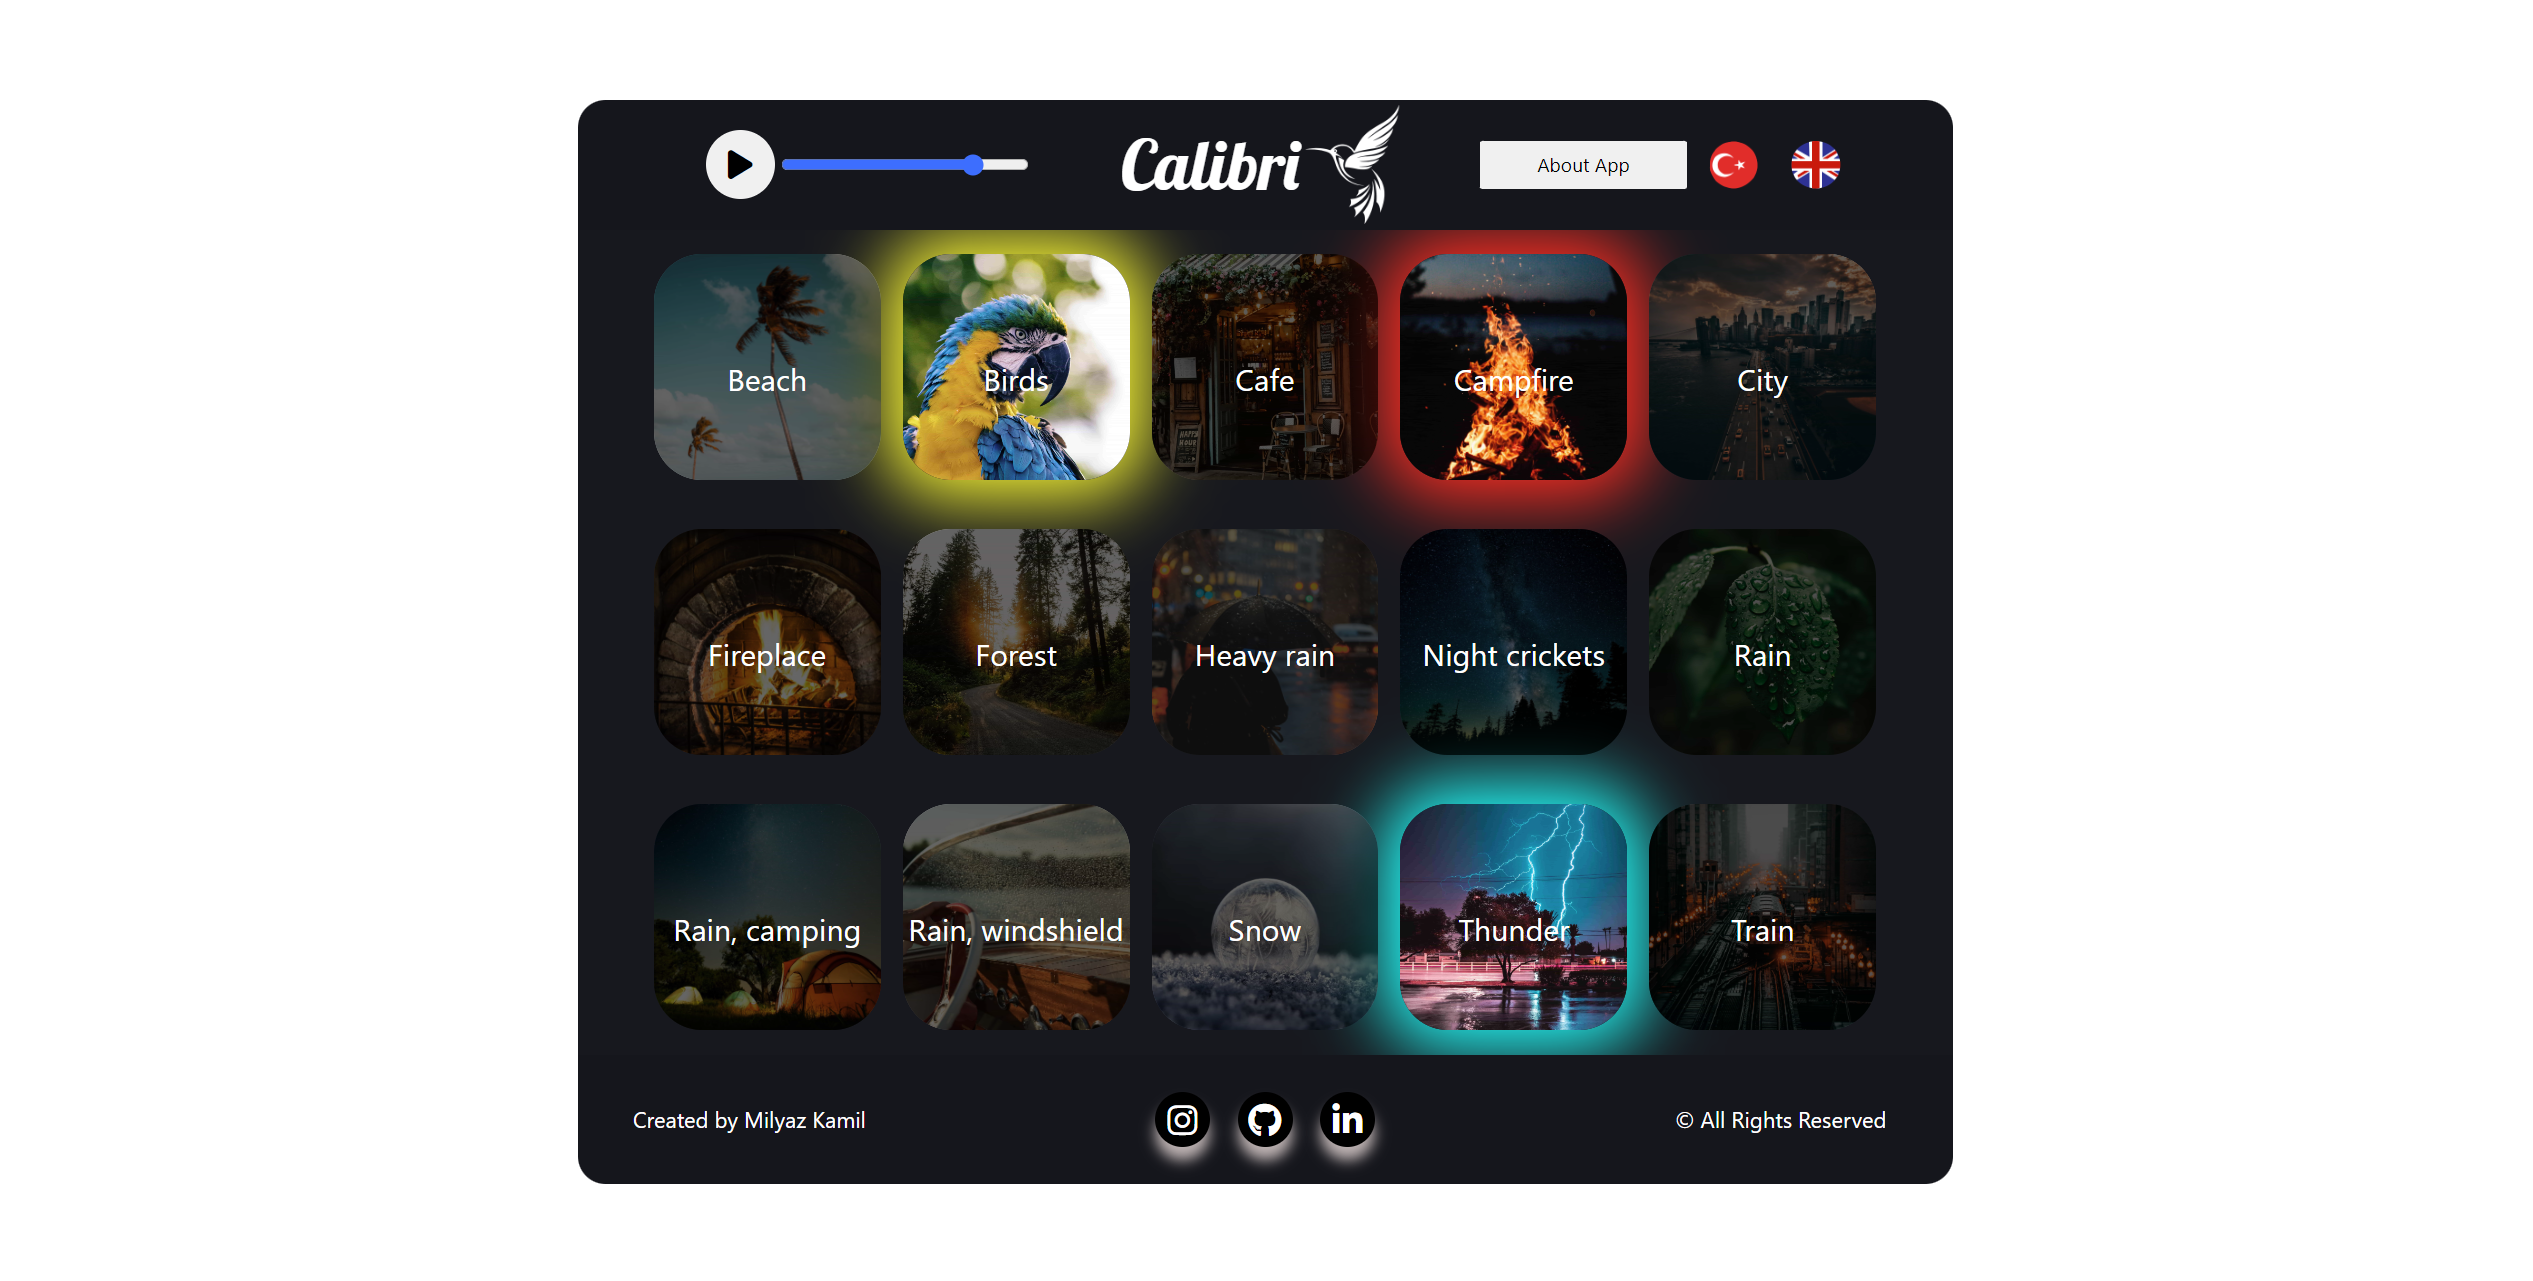 Calibri
About App
Beach
Birds
Cafe
Campfire
City
Fireplace
Forest
Heavy rain
Night crickets
Rain
Rain, camping
Rain, windshield
Snow
Thunder
Train
Created by Milyaz Kamil
in
© All Rights Reserved